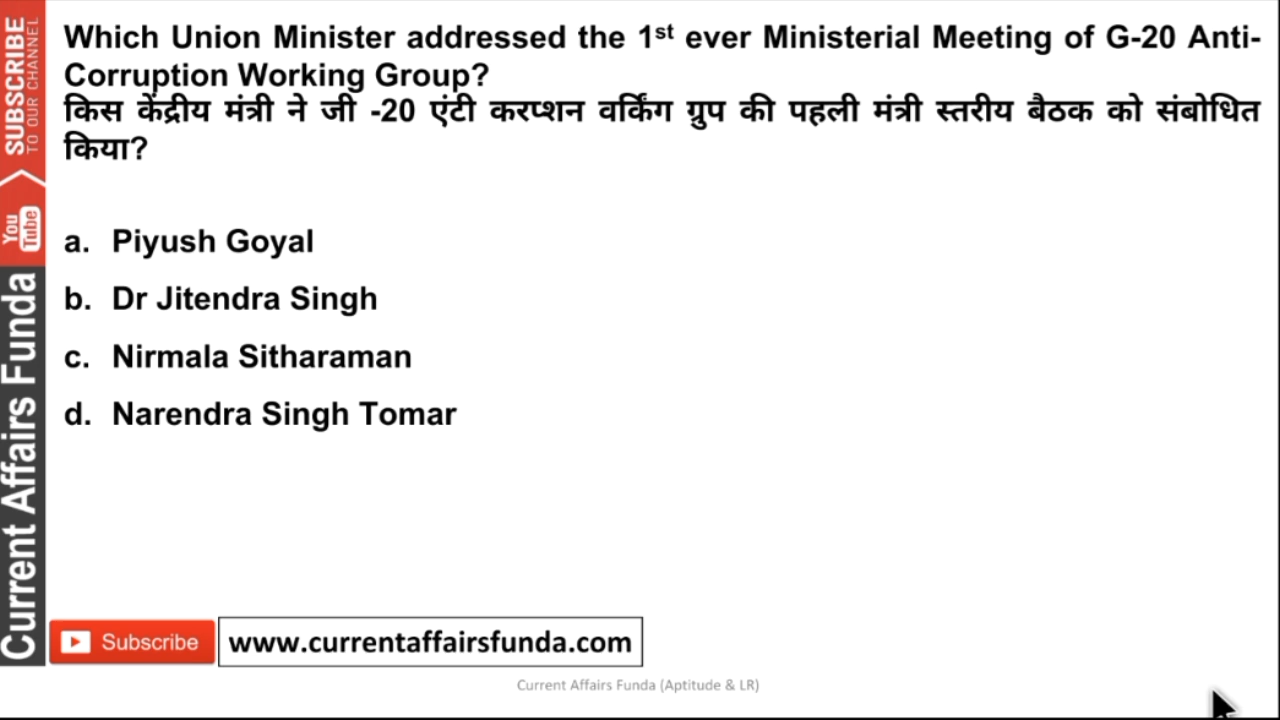 Which Union Minister addressed the 1st ever Ministerial Meeting of G-20 Anti-
Corruption Working Group?
किस केंद्रीय मंत्री ने जी -20 एंटी करप्शन वर्किंग ग्रुप की पहली मंत्री स्तरीय बैठक को संबोधित
किया?
a. Piyush Goyal
b. Dr Jitendra Singh
c. Nirmala Sitharaman
d. Narendra Singh Tomar
SUBSCRIBE
TO OUR CHANNEL
You Tube
Current Affairs Funda
Subscribe
www.currentaffairsfunda.com
Current Affairs Funda (Aptitude & LR)